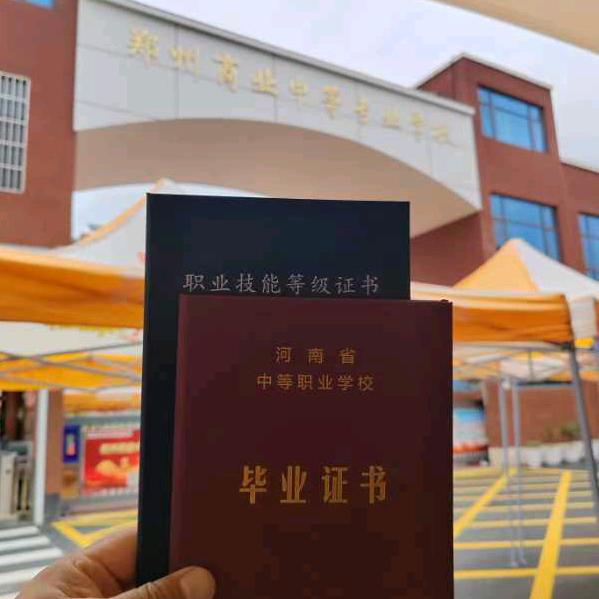 郑州商业中等专业学校
职业技能等级证书
河南省
中等职业学校
毕业证书